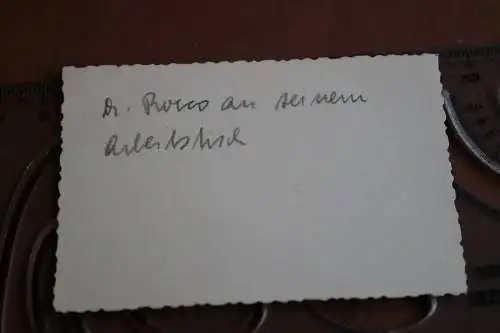 Dr. Rocco an seinem
Arbeitstisch